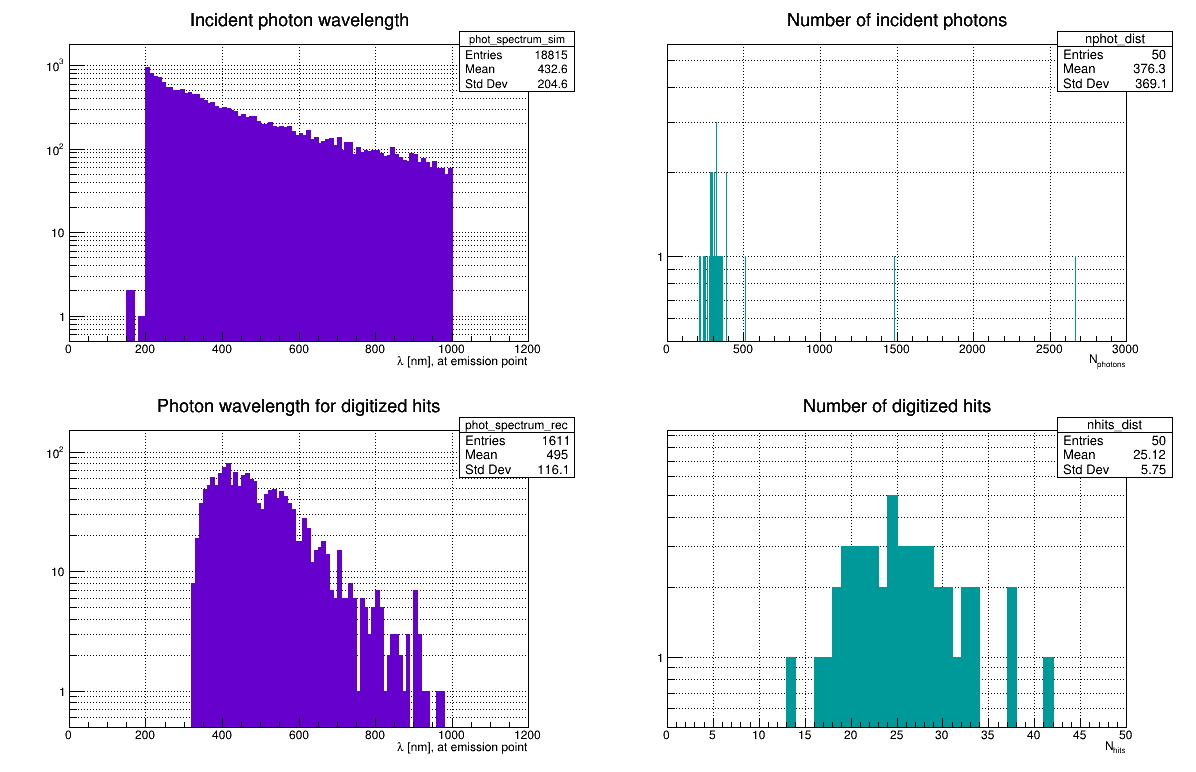 Incident photon wavelength
phot_spectrum_sim
Entries 18815
Mean 432.6
Std Dev 204.6
10³
10²
10
1
0 200 400 600 800 1000 1200
λ [nm], at emission point
Number of incident photons
nphot_dist
Entries 50
Mean 376.3
Std Dev 369.1
1
0 500 1000 1500 2000 2500 3000
Nphotons
Photon wavelength for digitized hits
phot_spectrum_rec
Entries 1611
Mean 495
Std Dev 116.1
10²
10
1
0 200 400 600 800 1000 1200
λ [nm], at emission point
Number of digitized hits
nhits_dist
Entries 50
Mean 25.12
Std Dev 5.75
1
0 5 10 15 20 25 30 35 40 45 50
Nhits